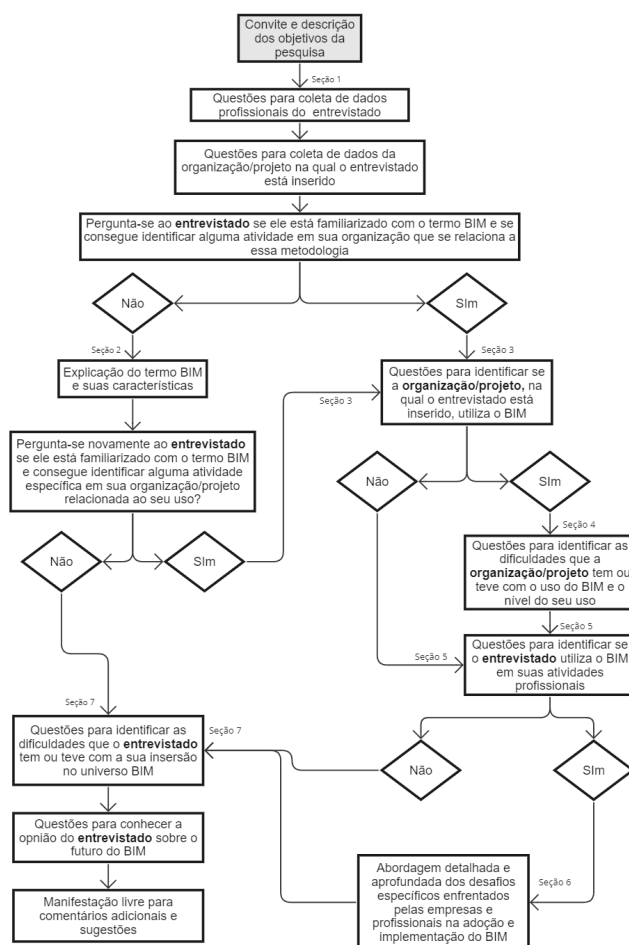 Convite e descrição
dos objetivos da
pesquisa
Seção 1
Questões para coleta de dados
profissionais do entrevistado
Questões para coleta de dados da
organização/projeto na qual o entrevistado
está inserido
Pergunta-se ao entrevistado se ele está familiarizado com o termo BIM e se
consegue identificar alguma atividade em sua organização que se relaciona a
essa metodologia
Não
SIm
Seção 2
Explicação do termo BIM
e suas características
Pergunta-se novamente ao entrevistado
se ele está familiarizado com o termo BIM
e consegue identificar alguma atividade
específica em sua organização/projeto
relacionada ao seu uso?
Não
SIm
Seção 3
Seção 3
Questões para identificar se
a organização/projeto, na
qual o entrevistado está
inserido, utiliza o BIM
Não
SIm
Seção 4
Questões para identificar as
dificuldades que a
organização/projeto tem ou
teve com o uso do BIM e o
nível do seu uso
Seção 5
Seção 5
Questões para identificar se
o entrevistado utiliza o BIM
em suas atividades
profissionais
Não
SIm
Seção 7
Seção 7
Questões para identificar as
dificuldades que o entrevistado
tem ou teve com a sua insersão
no universo BIM
Questões para conhecer a
opnião do entrevistado sobre o
futuro do BIM
Manifestação livre para
comentários adicionais e
sugestões
Seção 6
Abordagem detalhada e
aprofundada dos desafios
específicos enfrentados
pelas empresas e
profissionais na adoção e
implementação do BIM